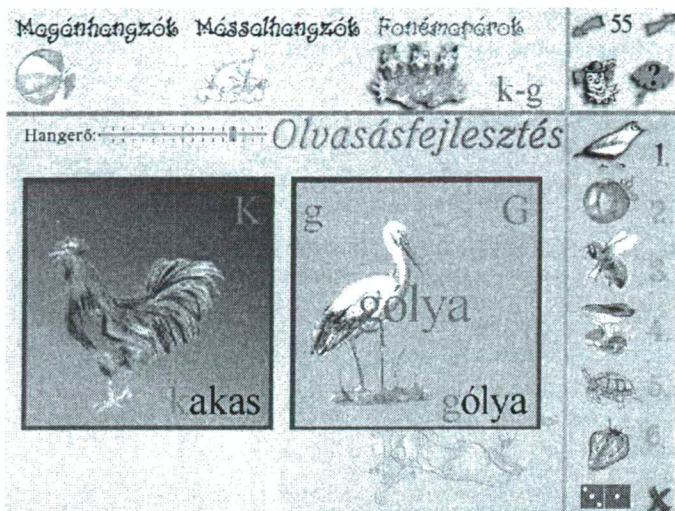 Magánhangzók Mássalhangzók Fonémapárok 55
?
k-g
Hangerő: Olvasásfejlesztés
1.
K g G
2.
3.
gólya
4.
kakas gólya
5.
6.
X